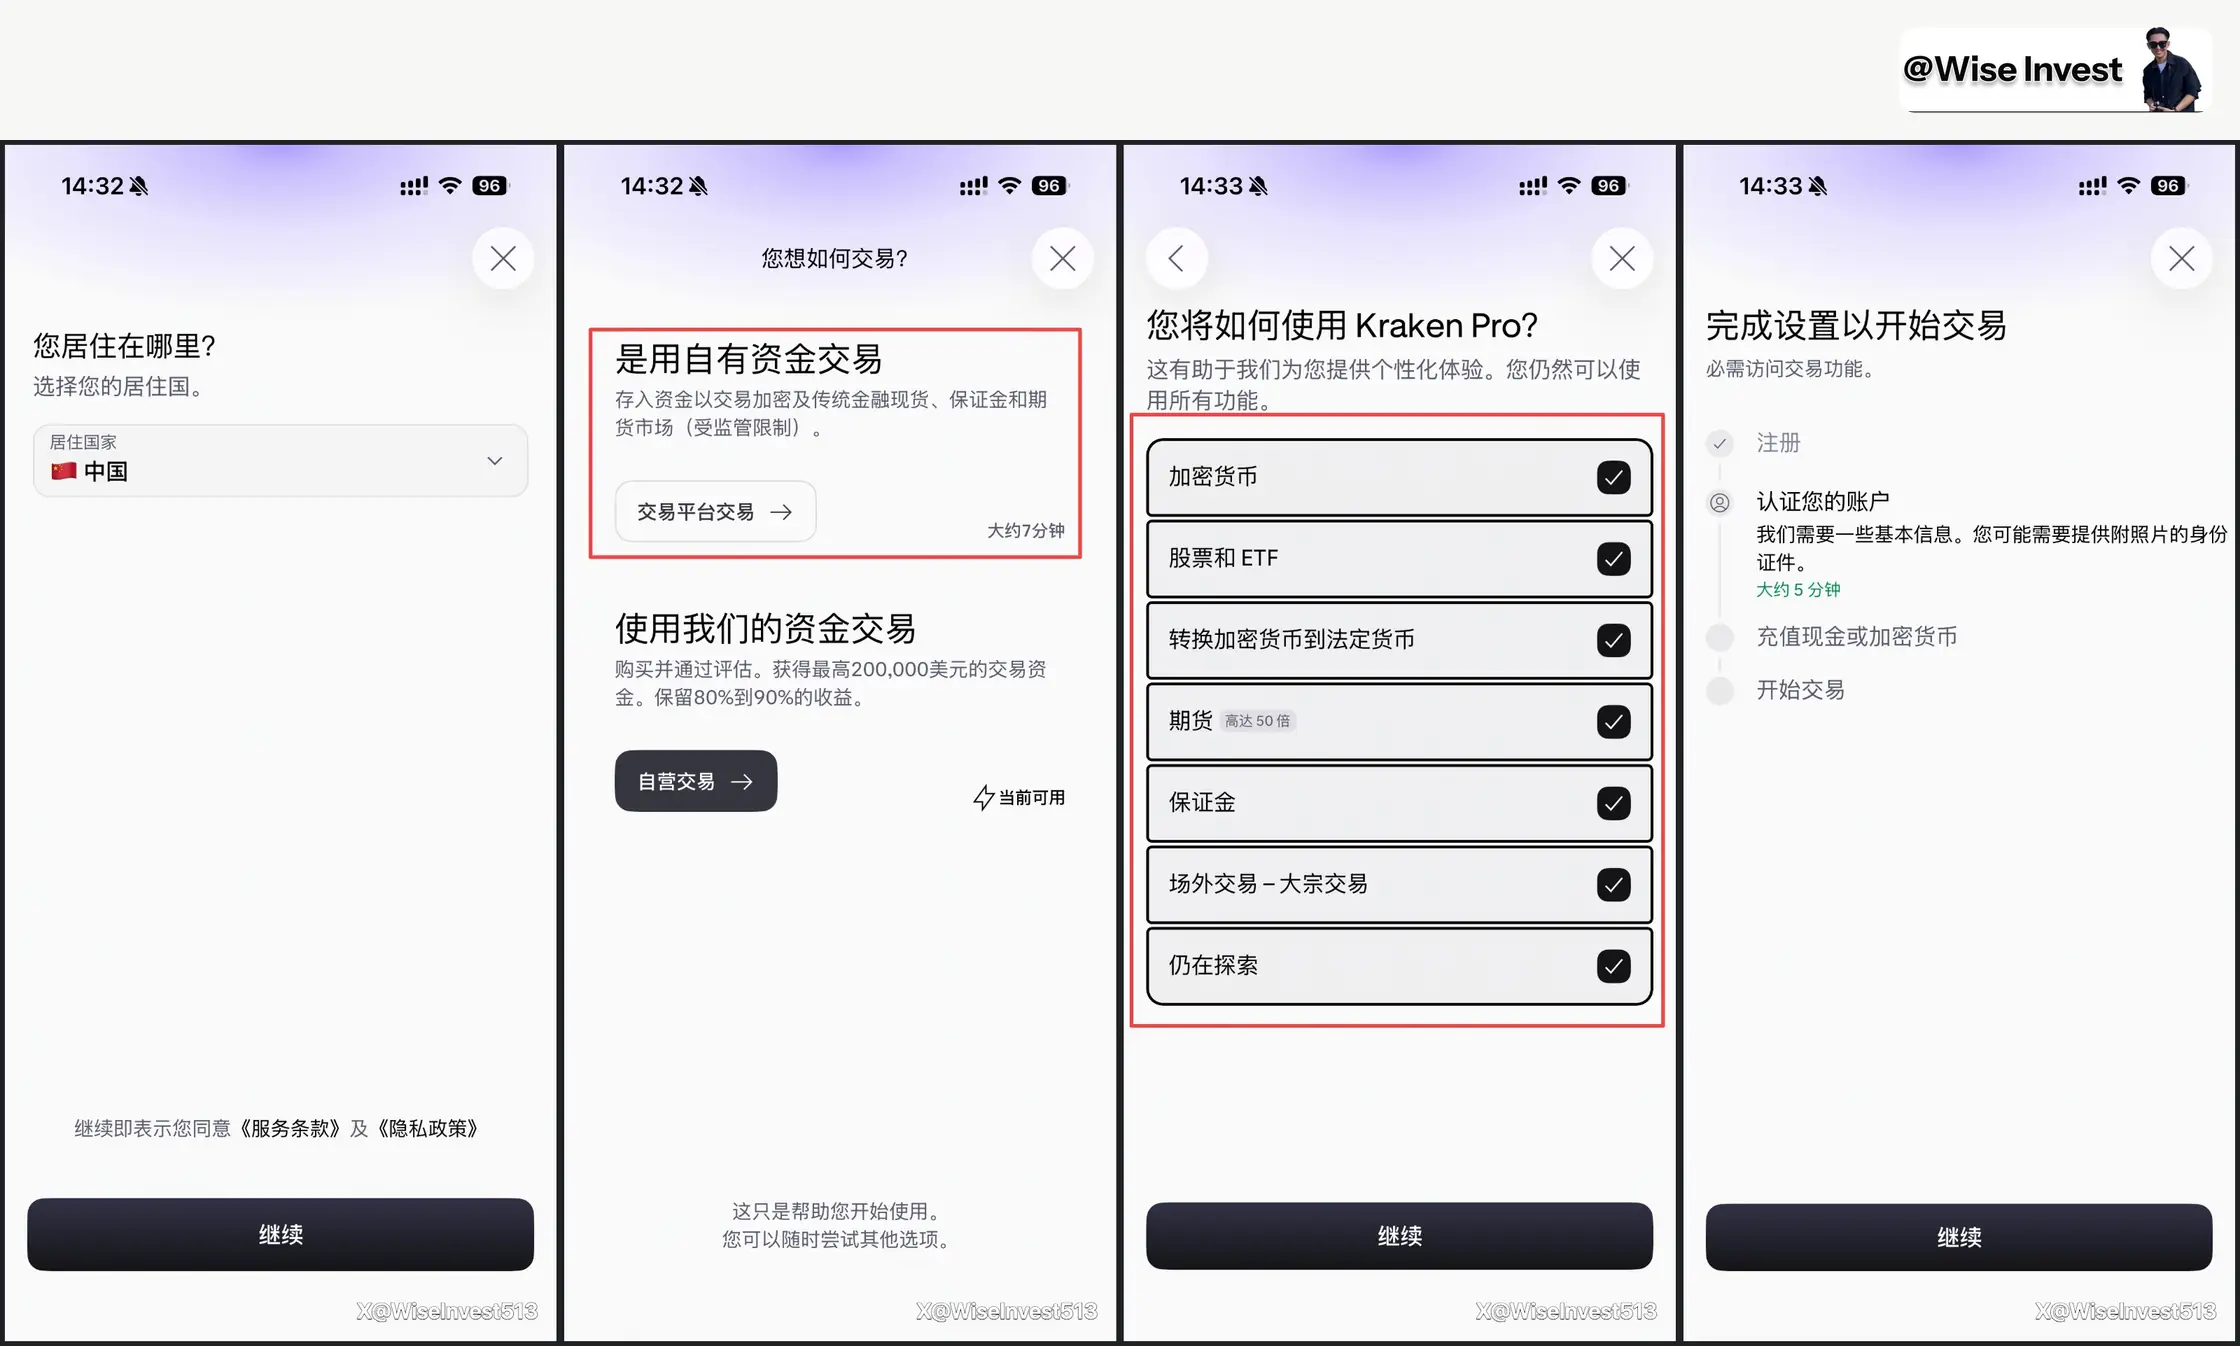 @Wise Invest
14:32
96
您居住在哪里?
选择您的居住国。
居住国家
中国
继续即表示您同意《服务条款》及《隐私政策》
继续
X@WiseInvest513
14:32
96
您想如何交易?
是用自有资金交易
存入资金以交易加密及传统金融现货、保证金和期
货市场（受监管限制）。
交易平台交易
大约7分钟
使用我们的资金交易
购买并通过评估。获得最高200,000美元的交易资
金。保留80%到90%的收益。
自营交易
当前可用
这只是帮助您开始使用。
您可以随时尝试其他选项。
X@WiseInvest513
14:33
96
您将如何使用 Kraken Pro?
这有助于我们为您提供个性化体验。您仍然可以使
用所有功能。
加密货币
股票和 ETF
转换加密货币到法定货币
期货 高达 50 倍
保证金
场外交易 – 大宗交易
仍在探索
继续
X@WiseInvest513
14:33
96
完成设置以开始交易
必需访问交易功能。
注册
认证您的账户
我们需要一些基本信息。您可能需要提供附照片的身份
证件。
大约 5 分钟
充值现金或加密货币
开始交易
继续
X@WiseInvest513